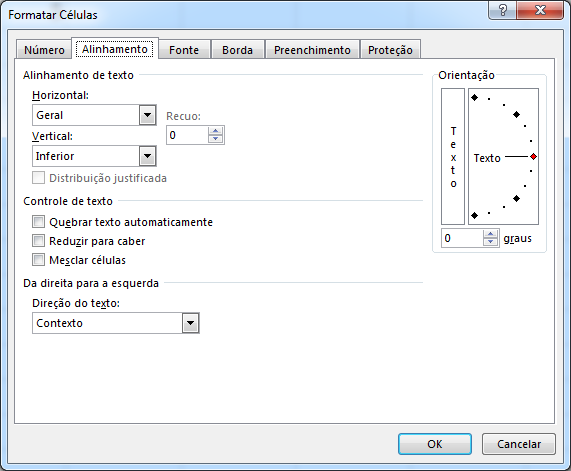 Formatar Células
Número Alinhamento Fonte Borda Preenchimento Proteção
Alinhamento de texto
Horizontal:
Geral
Recuo:
Vertical:
0
Inferior
Distribuição justificada
Controle de texto
Quebrar texto automaticamente
Reduzir para caber
Mesclar células
Da direita para a esquerda
Direção do texto:
Contexto
Orientação
Texto
Texto
0 graus
OK Cancelar